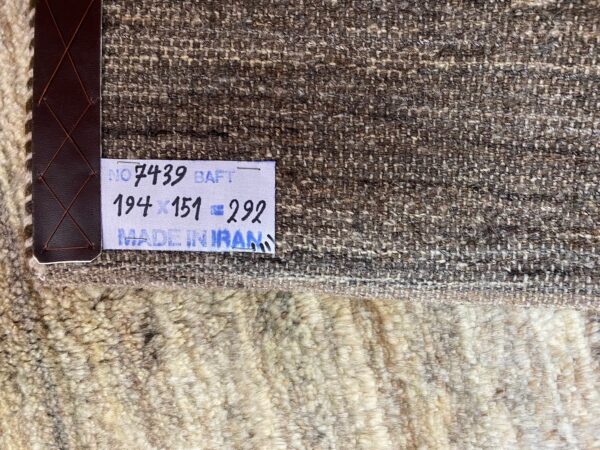 NO 7439 BAFT
194 X 151 = 292
MADE IN IRAN